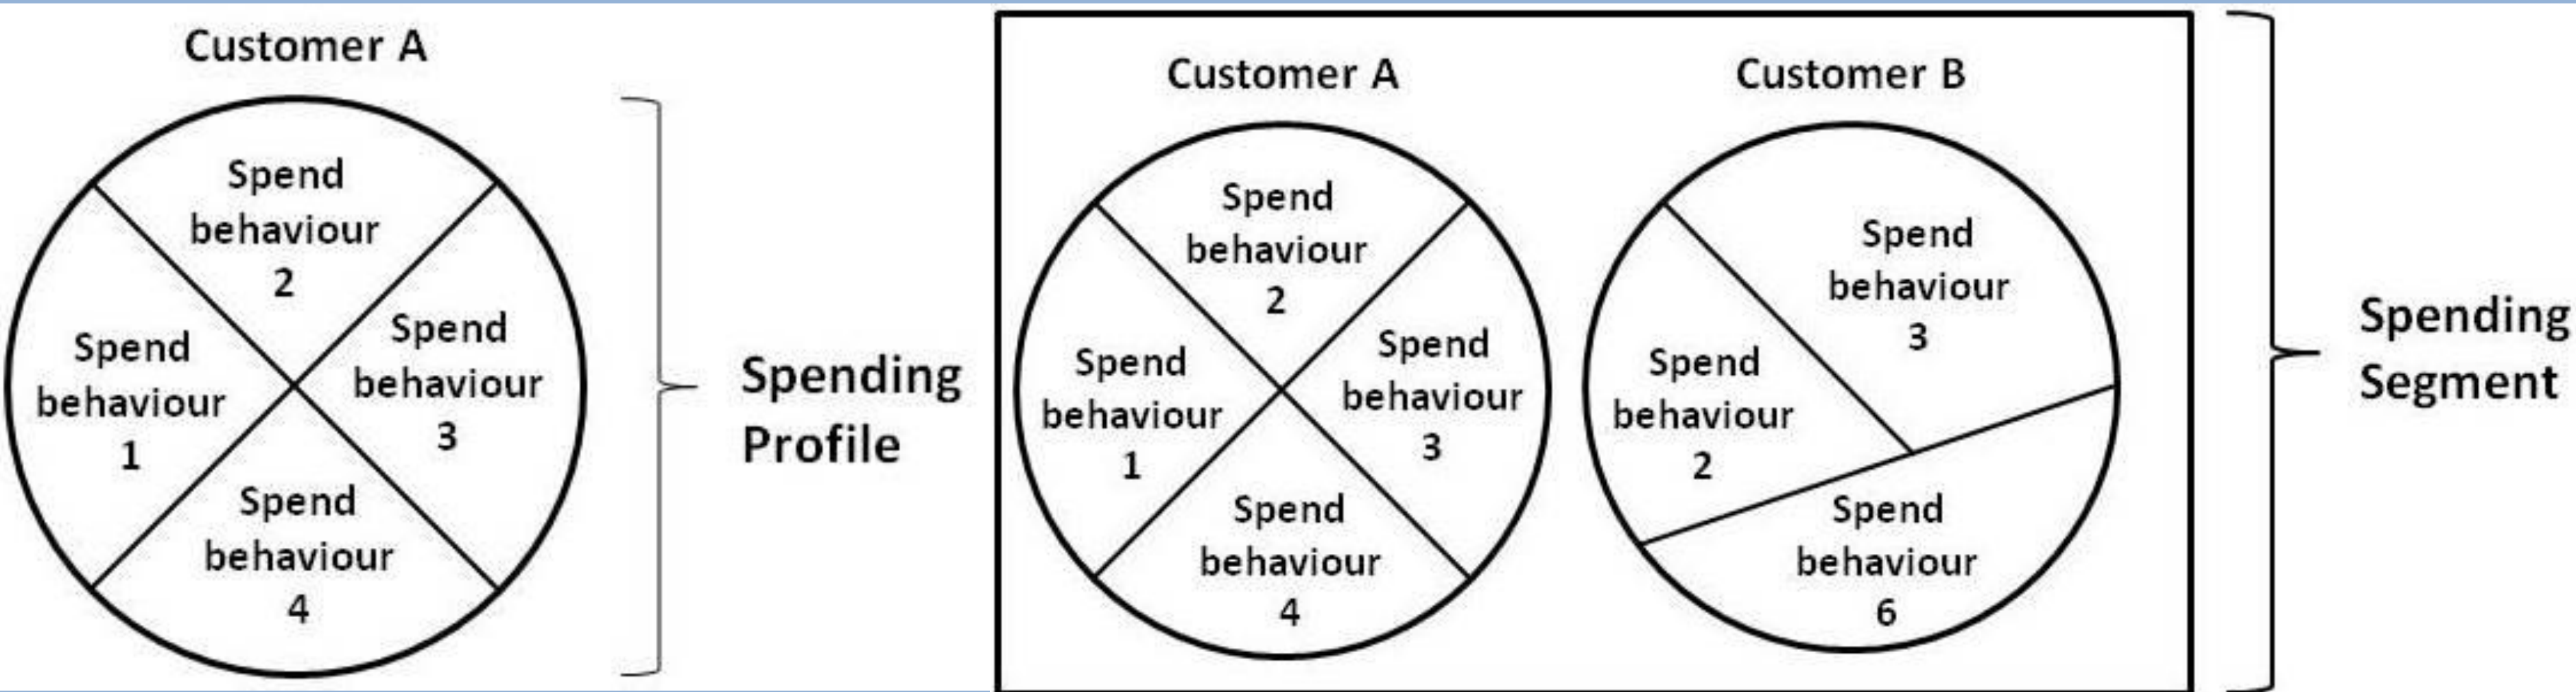 Customer A
Spend
behaviour
2
Spend
behaviour
1
Spend
behaviour
3
Spend
behaviour
4
Spending
Profile
Customer A
Spend
behaviour
2
Spend
behaviour
1
Spend
behaviour
3
Spend
behaviour
4
Customer B
Spend
behaviour
3
Spend
behaviour
2
Spend
behaviour
6
Spending
Segment